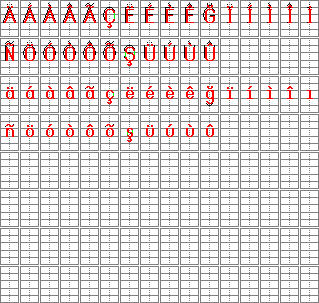 Ä Á À Â Ã Ç Ë É È Ê Ğ Ï Í Ì Î İ
Ñ Ö Ó Ò Ô Õ Ş Ü Ú Ù Û
ä á à â ã ç ë é è ê ğ ï í ì î ı
ñ ö ó ò ô õ ş ü ú ù û